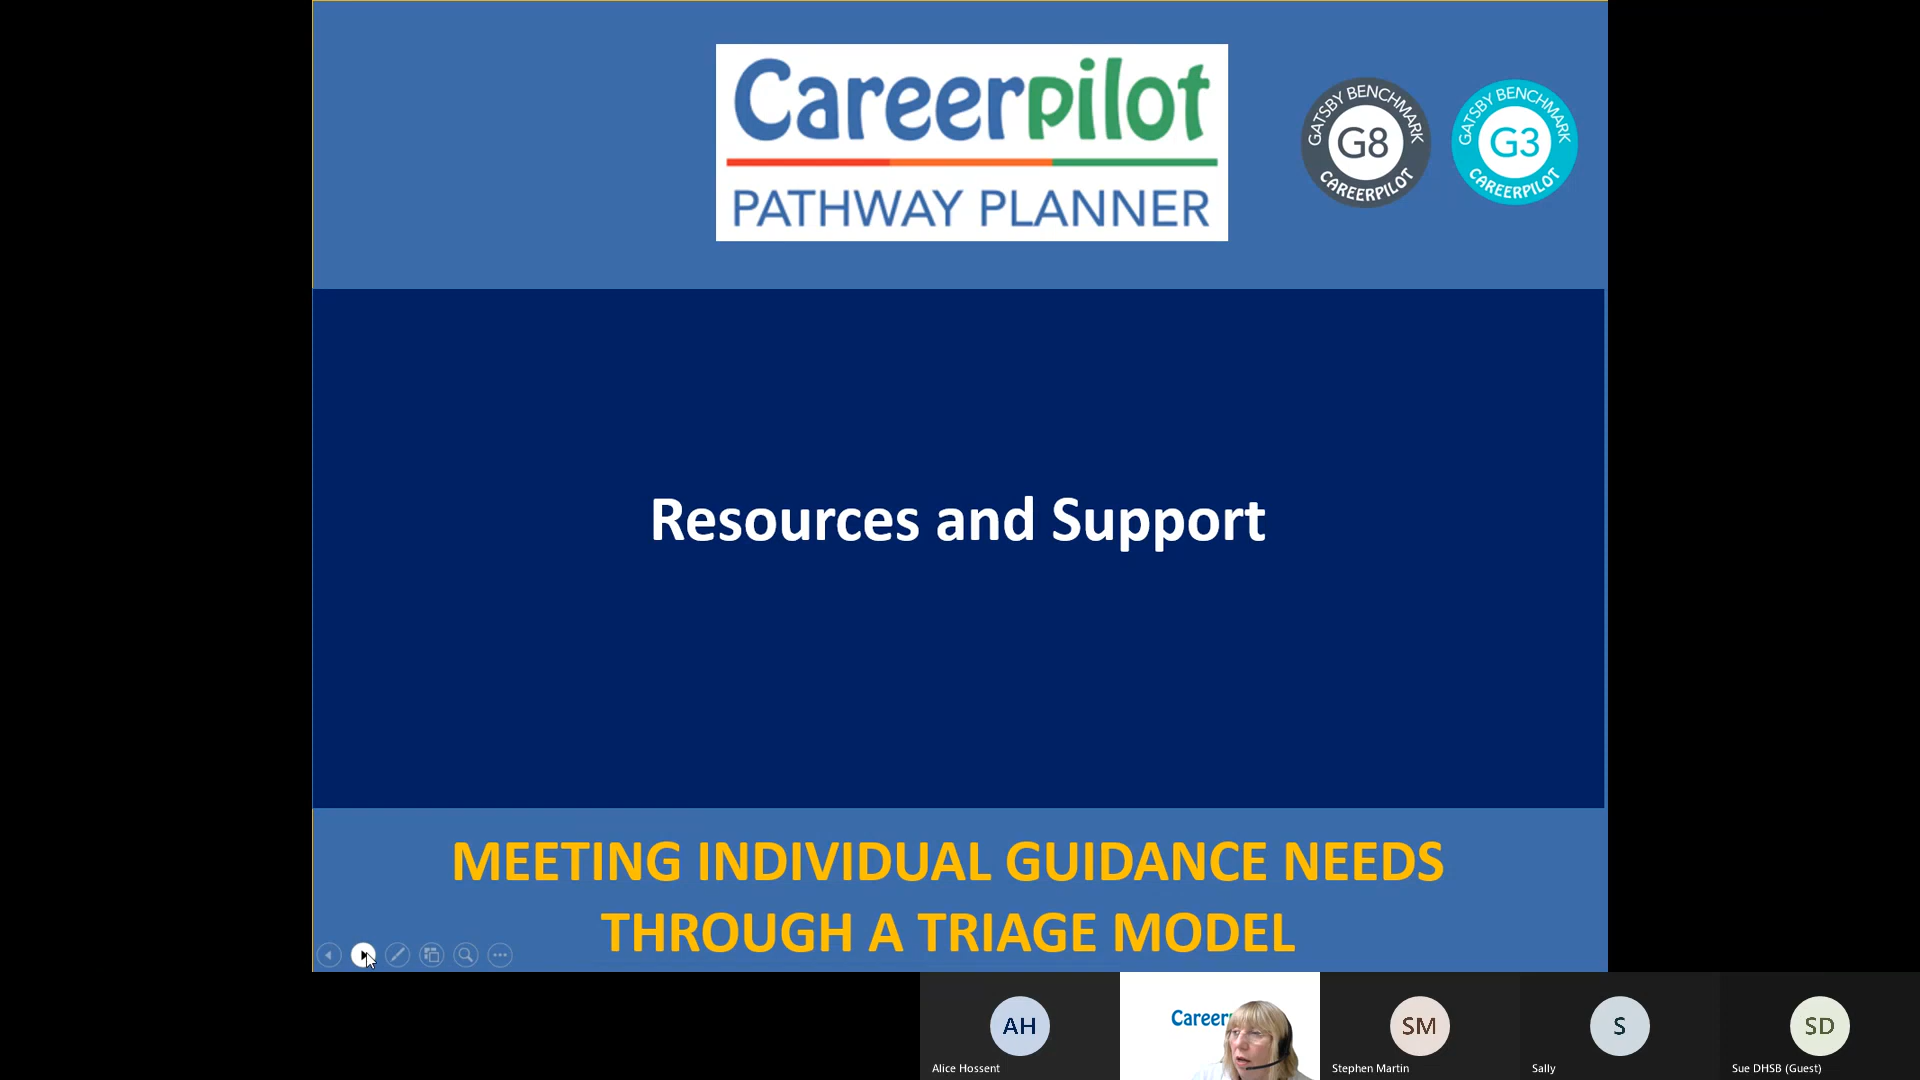 Careerpilot
PATHWAY PLANNER
GATSBY BENCHMARK
G8
CAREERPILOT
GATSBY BENCHMARK
G3
CAREERPILOT
Resources and Support
MEETING INDIVIDUAL GUIDANCE NEEDS
THROUGH A TRIAGE MODEL
AH
Alice Hossent
Career
SM
Stephen Martin
S
Sally
SD
Sue DHSB (Guest)